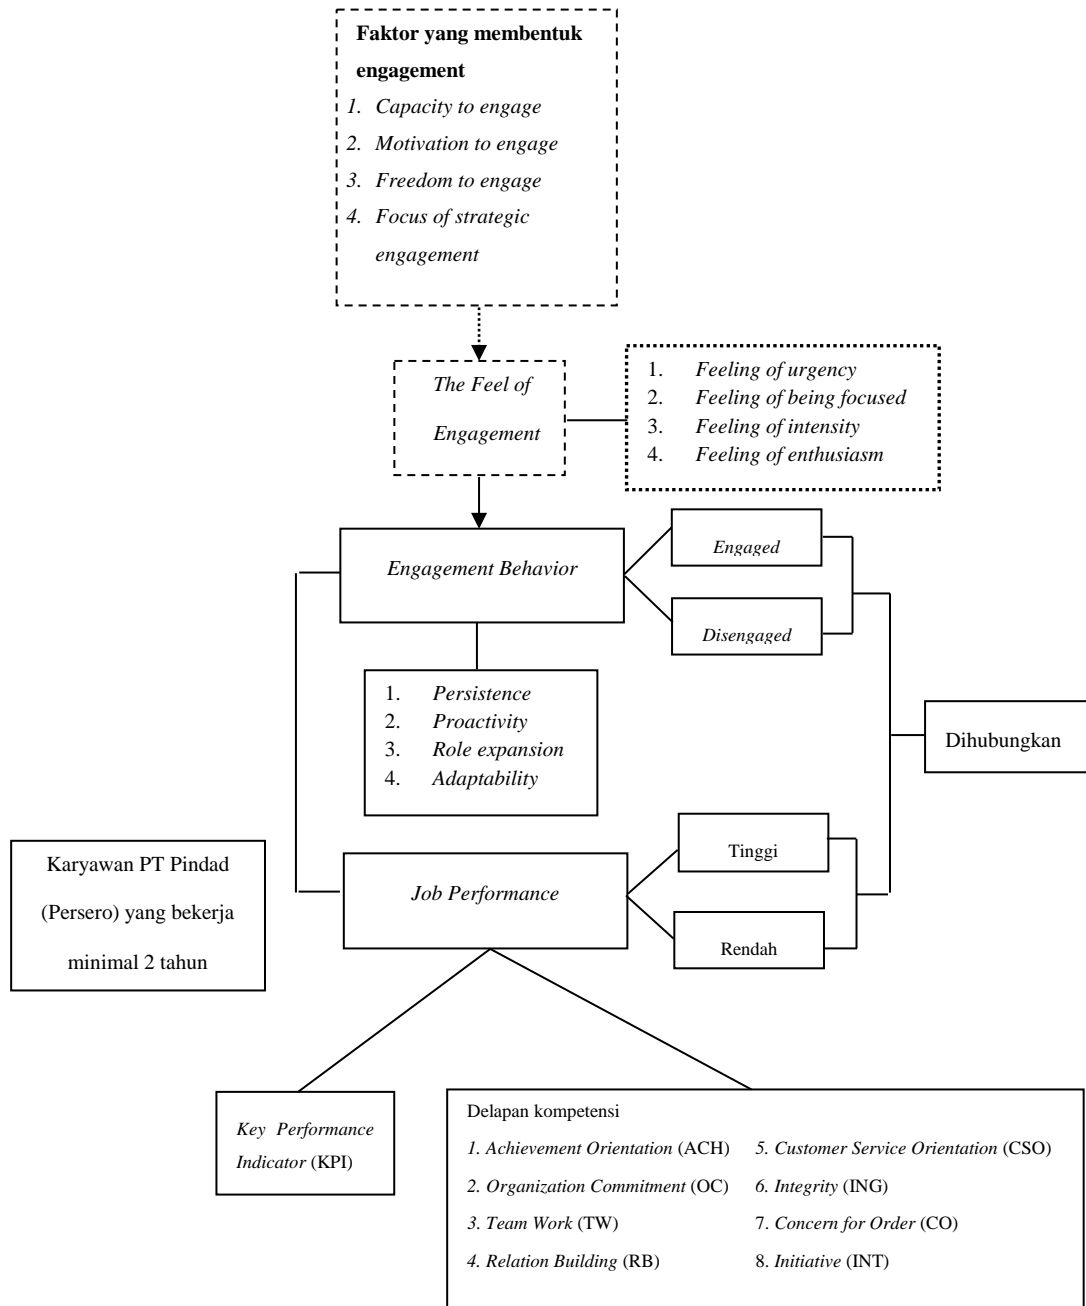 Faktor yang membentuk
engagement
1. Capacity to engage
2. Motivation to engage
3. Freedom to engage
4. Focus of strategic
engagement
The Feel of
Engagement
1. Feeling of urgency
2. Feeling of being focused
3. Feeling of intensity
4. Feeling of enthusiasm
Engagement Behavior
Engaged
Disengaged
1. Persistence
2. Proactivity
3. Role expansion
4. Adaptability
Dihubungkan
Karyawan PT Pindad
(Persero) yang bekerja
minimal 2 tahun
Job Performance
Tinggi
Rendah
Key Performance
Indicator (KPI)
Delapan kompetensi
1. Achievement Orientation (ACH)
2. Organization Commitment (OC)
3. Team Work (TW)
4. Relation Building (RB)
5. Customer Service Orientation (CSO)
6. Integrity (ING)
7. Concern for Order (CO)
8. Initiative (INT)